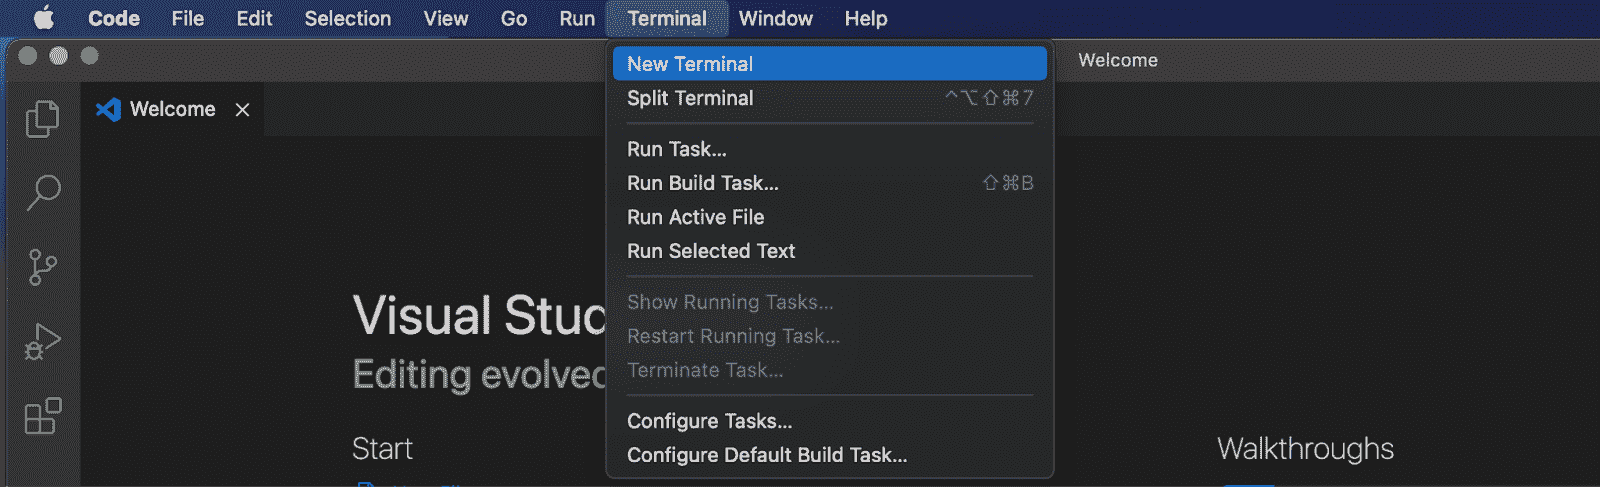 Code File Edit Selection View Go Run Terminal Window Help
Welcome
Welcome
New Terminal
Split Terminal ^⌥⇧⌘7
Run Task...
Run Build Task... ⇧⌘B
Run Active File
Run Selected Text
Show Running Tasks...
Restart Running Task...
Terminate Task...
Configure Tasks...
Configure Default Build Task...
Visual Stud
Editing evolved
Start
Walkthroughs